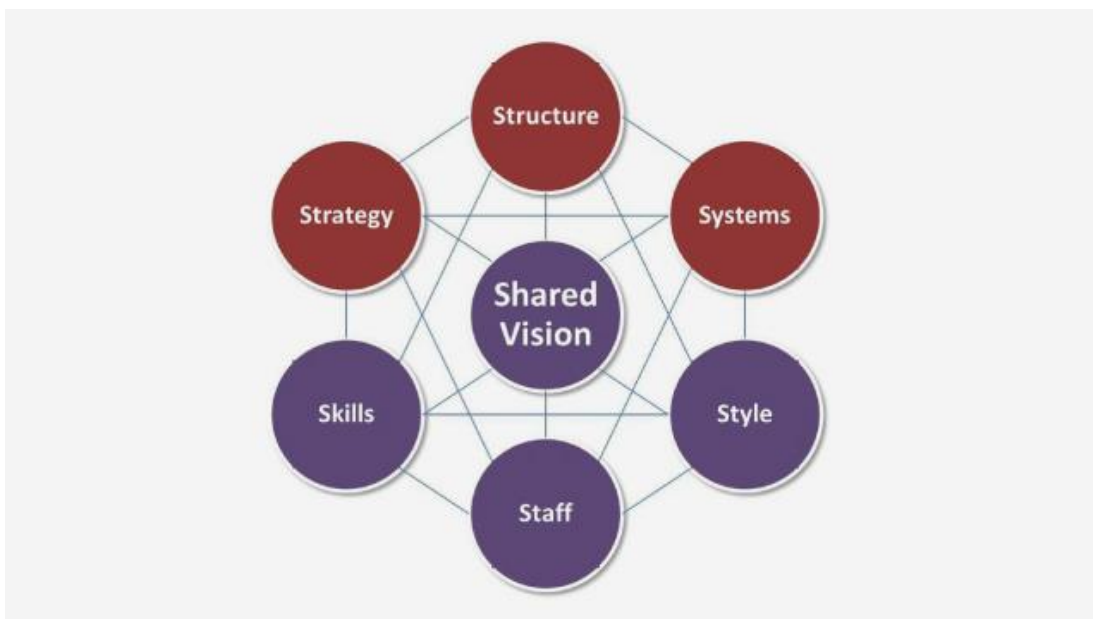 Structure
Strategy
Systems
Shared
Vision
Skills
Style
Staff